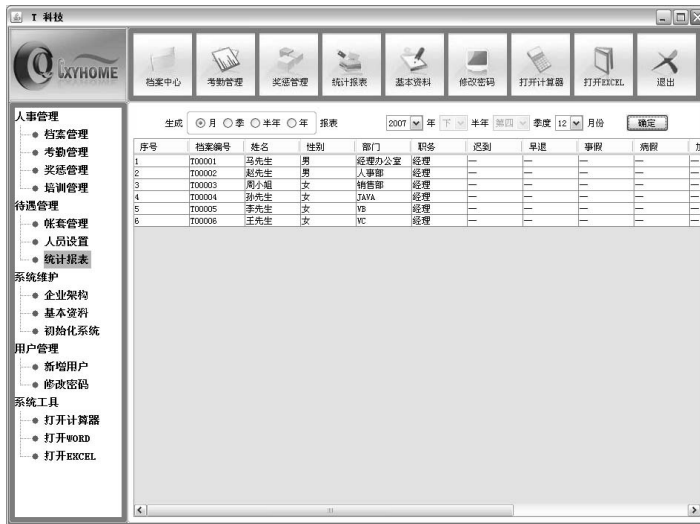 T 科技
LXYHOME
档案中心 考勤管理 奖惩管理 统计报表 基本资料 修改密码 打开计算器 打开EXCEL 退出
人事管理
档案管理
考勤管理
奖惩管理
培训管理
待遇管理
帐套管理
人员设置
统计报表
系统维护
企业架构
基本资料
初始化系统
用户管理
新增用户
修改密码
系统工具
打开计算器
打开WORD
打开EXCEL
生成 月 季 半年 年 报表 2007 年 下 半年 第四 季度 12 月份 确定
序号 档案编号 姓名 性别 部门 职务 迟到 早退 事假 病假
1 T00001 马先生 男 经理办公室 经理 — — — —
2 T00002 赵先生 男 人事部 经理 — — — —
3 T00003 周小姐 女 销售部 经理 — — — —
4 T00004 孙先生 女 JAVA 经理 — — — —
5 T00005 李先生 女 VB 经理 — — — —
6 T00006 王先生 女 VC 经理 — — — —